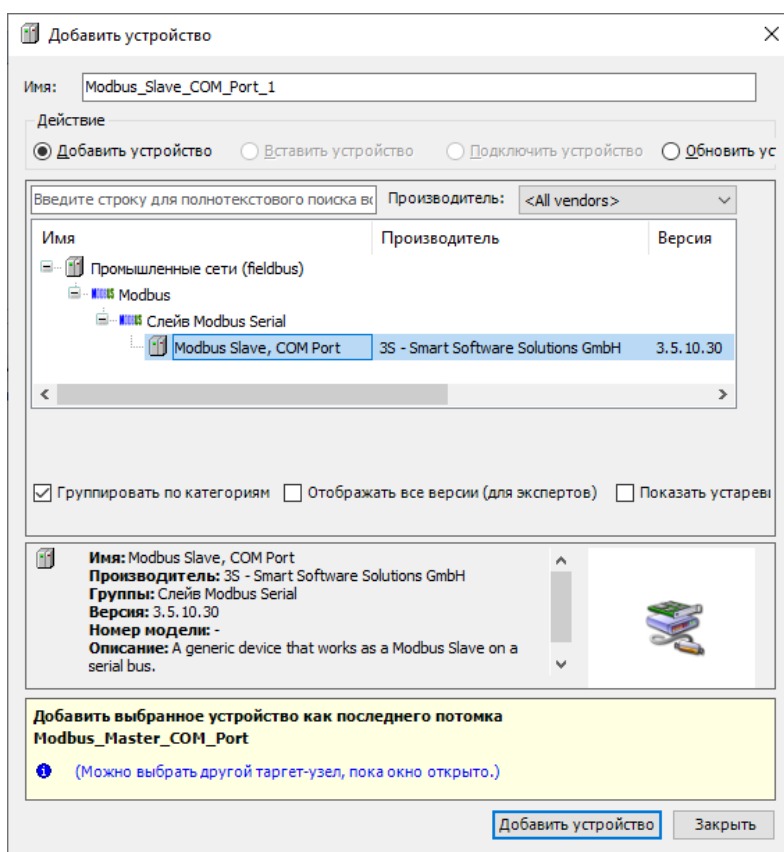 Добавить устройство
Имя: Modbus_Slave_COM_Port_1
Действие
Добавить устройство Вставить устройство Подключить устройство Обновить ус
Введите строку для полнотекстового поиска во Производитель: <All vendors>
Имя Производитель Версия
Промышленные сети (fieldbus)
MODBUS Modbus
MODBUS Слейв Modbus Serial
Modbus Slave, COM Port 3S - Smart Software Solutions GmbH 3.5.10.30
Группировать по категориям Отображать все версии (для экспертов) Показать устаревш
Имя: Modbus Slave, COM Port
Производитель: 3S - Smart Software Solutions GmbH
Группы: Слейв Modbus Serial
Версия: 3.5.10.30
Номер модели: -
Описание: A generic device that works as a Modbus Slave on a
serial bus.
Добавить выбранное устройство как последнего потомка
Modbus_Master_COM_Port
(Можно выбрать другой таргет-узел, пока окно открыто.)
Добавить устройство Закрыть